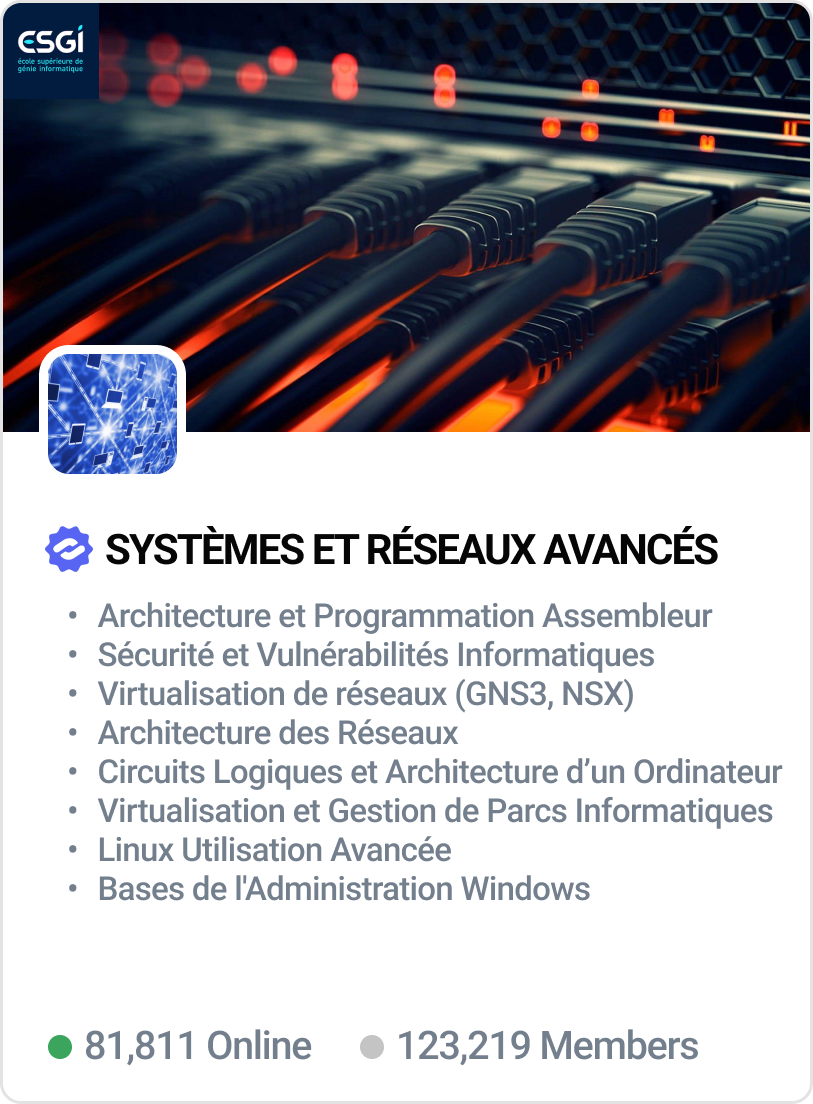 ESGI
école supérieure de
génie informatique
SYSTÈMES ET RÉSEAUX AVANCÉS
• Architecture et Programmation Assembleur
• Sécurité et Vulnérabilités Informatiques
• Virtualisation de réseaux (GNS3, NSX)
• Architecture des Réseaux
• Circuits Logiques et Architecture d’un Ordinateur
• Virtualisation et Gestion de Parcs Informatiques
• Linux Utilisation Avancée
• Bases de l'Administration Windows
81,811 Online
123,219 Members